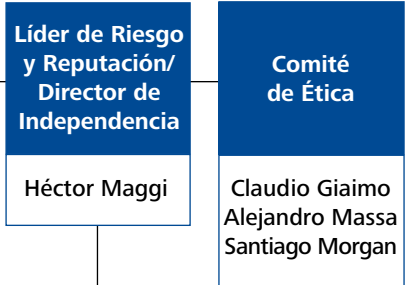 Líder de Riesgo
y Reputación/
Director de
Independencia
Héctor Maggi
Comité
de Ética
Claudio Giaimo
Alejandro Massa
Santiago Morgan